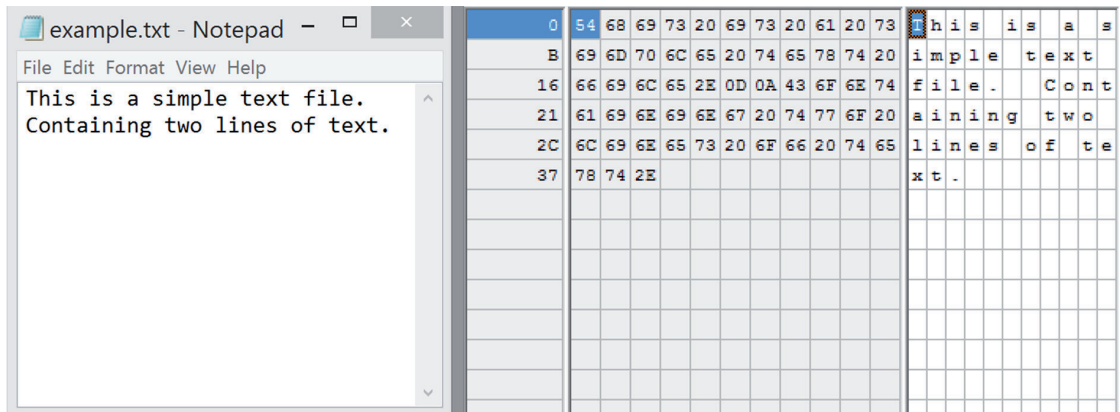 example.txt - Notepad
File Edit Format View Help
This is a simple text file.
Containing two lines of text.
0 54 68 69 73 20 69 73 20 61 20 73 This is a s
B 69 6D 70 6C 65 20 74 65 78 74 20 imple text
16 66 69 6C 65 2E 0D 0A 43 6F 6E 74 file. Cont
21 61 69 6E 69 6E 67 20 74 77 6F 20 aining two
2C 6C 69 6E 65 73 20 6F 66 20 74 65 lines of te
37 78 74 2E xt.